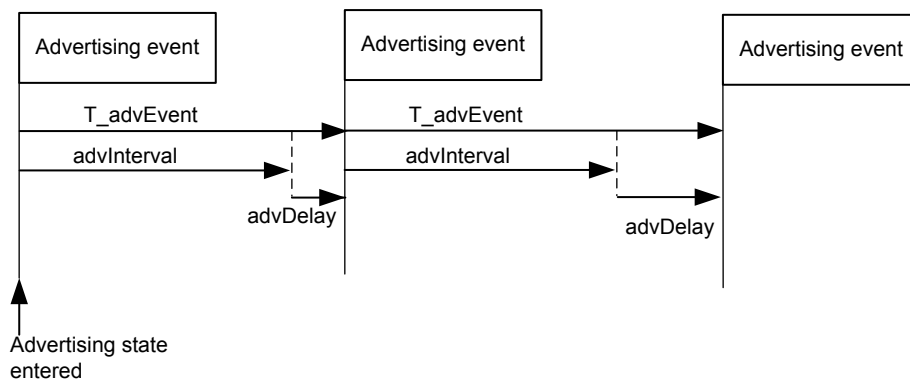 Advertising event
Advertising event
Advertising event
T_advEvent
T_advEvent
advInterval
advInterval
advDelay
advDelay
Advertising state
entered